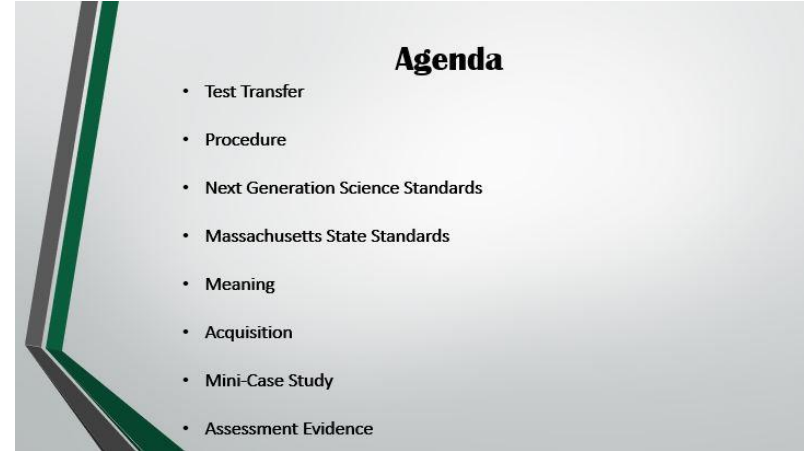 Agenda
• Test Transfer
• Procedure
• Next Generation Science Standards
• Massachusetts State Standards
• Meaning
• Acquisition
• Mini-Case Study
• Assessment Evidence